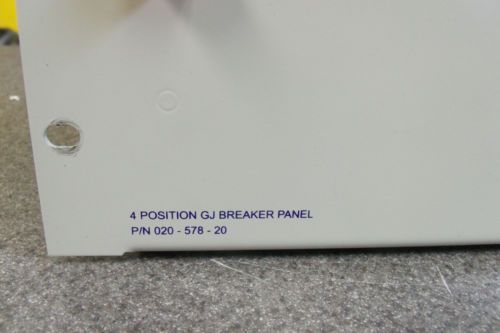 4 POSITION GJ BREAKER PANEL
P/N 020 - 578 - 20